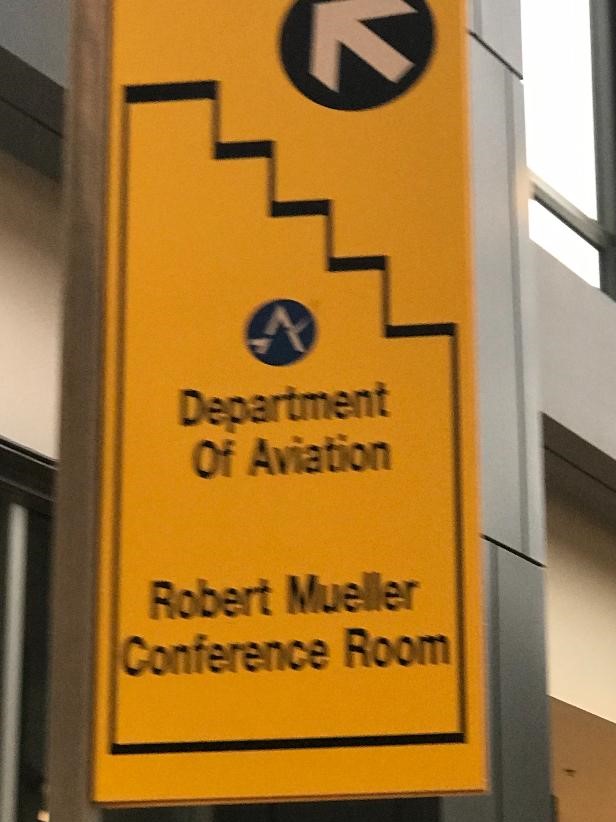 Department
Of Aviation
Robert Mueller
Conference Room